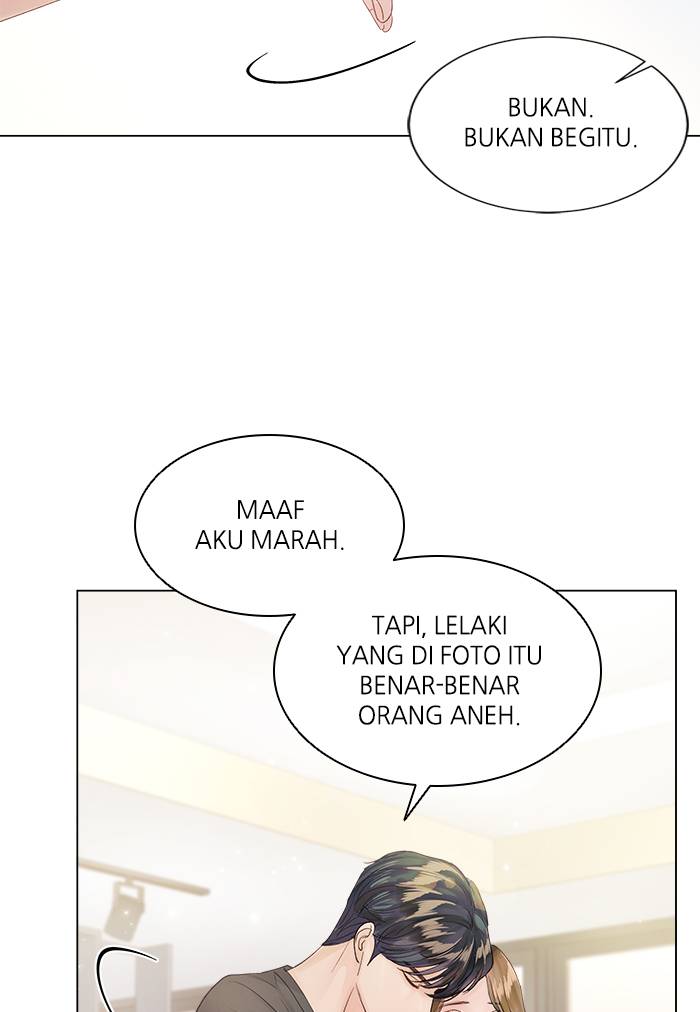 BUKAN.
BUKAN BEGITU.
MAAF
AKU MARAH.
TAPI, LELAKI
YANG DI FOTO ITU
BENAR-BENAR
ORANG ANEH.